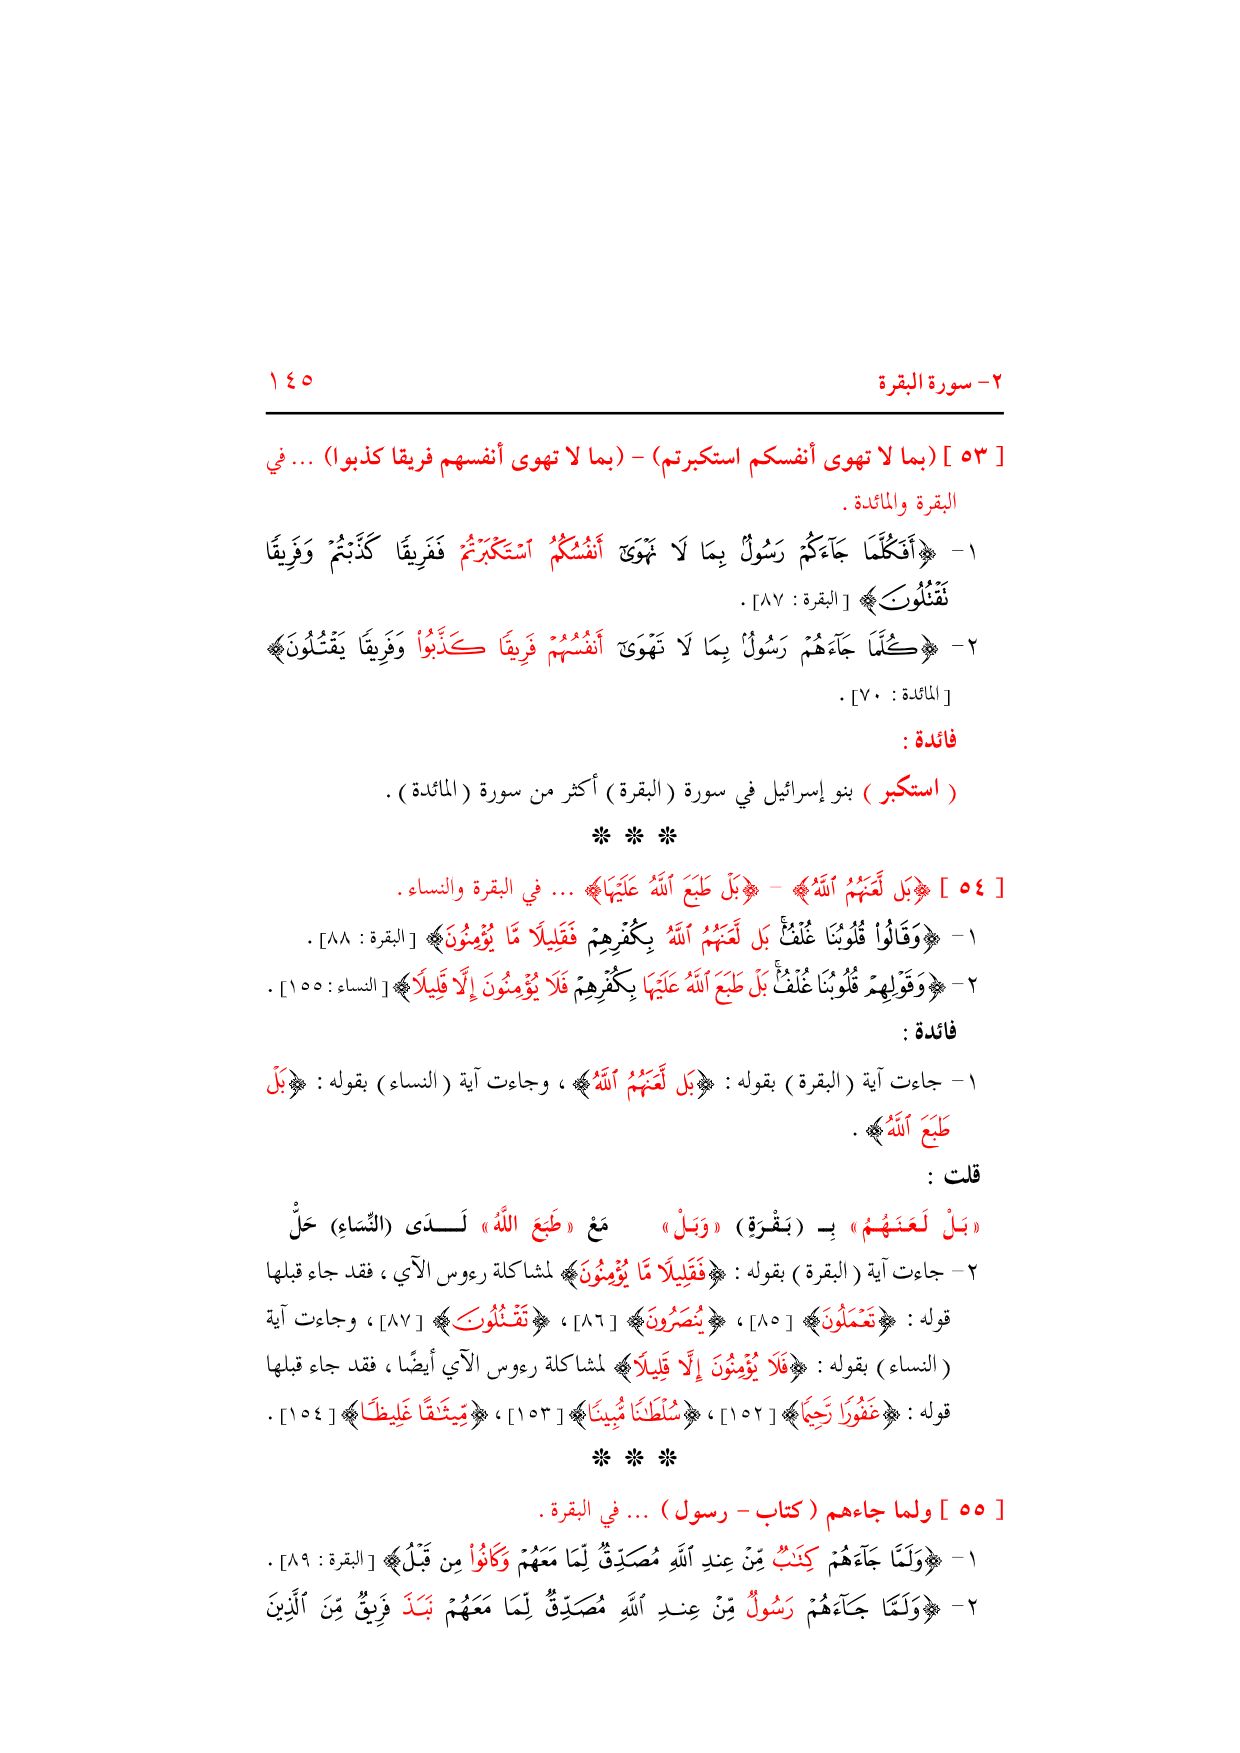 ٢- سورة البقرة ١٤٥
[ ٥٣ ] (بما لا تهوى أنفسكم استكبرتم) - (بما لا تهوى أنفسهم فريقا كذبوا) ... في
البقرة والمائدة .
١- ﴿أَفَكُلَّمَا جَآءَكُمْ رَسُولٌۢ بِمَا لَا تَهْوَىٰٓ أَنفُسُكُمُ ٱسْتَكْبَرْتُمْ فَفَرِيقًا كَذَّبْتُمْ وَفَرِيقًا
تَقْتُلُونَ﴾ [البقرة : ٨٧] .
٢- ﴿كُلَّمَا جَآءَهُمْ رَسُولٌۢ بِمَا لَا تَهْوَىٰٓ أَنفُسُهُمْ فَرِيقًا كَذَّبُوا۟ وَفَرِيقًا يَقْتُلُونَ﴾
[المائدة : ٧٠] .
فائدة :
( استكبر ) بنو إسرائيل في سورة ( البقرة ) أكثر من سورة ( المائدة ) .
❊ ❊ ❊
[ ٥٤ ] ﴿بَل لَّعَنَهُمُ ٱللَّهُ﴾ - ﴿بَلْ طَبَعَ ٱللَّهُ عَلَيْهَا﴾ ... في البقرة والنساء .
١- ﴿وَقَالُوا۟ قُلُوبُنَا غُلْفٌۢۚ بَل لَّعَنَهُمُ ٱللَّهُ بِكُفْرِهِمْ فَقَلِيلًا مَّا يُؤْمِنُونَ﴾ [البقرة : ٨٨] .
٢- ﴿وَقَوْلِهِمْ قُلُوبُنَا غُلْفٌۢۚ بَلْ طَبَعَ ٱللَّهُ عَلَيْهَا بِكُفْرِهِمْ فَلَا يُؤْمِنُونَ إِلَّا قَلِيلًا﴾ [النساء : ١٥٥] .
فائدة :
١- جاءت آية ( البقرة ) بقوله : ﴿بَل لَّعَنَهُمُ ٱللَّهُ﴾ ، وجاءت آية ( النساء ) بقوله : ﴿بَلْ
طَبَعَ ٱللَّهُ﴾ .
قلت :
« بَلْ لَعَنَهُمُ » بِـ (بَقْرَةِ) « وَبَلْ » مَعْ « طَبَعَ اللَّهُ » لَـدَى (النِّسَاءِ) حَلَّْ
٢- جاءت آية ( البقرة ) بقوله : ﴿فَقَلِيلًا مَّا يُؤْمِنُونَ﴾ لمشاكلة رءوس الآي ، فقد جاء قبلها
قوله : ﴿تَعْمَلُونَ﴾ [٨٥] ، ﴿يُنصَرُونَ﴾ [٨٦] ، ﴿تَقْتُلُونَ﴾ [٨٧] ، وجاءت آية
( النساء ) بقوله : ﴿فَلَا يُؤْمِنُونَ إِلَّا قَلِيلًا﴾ لمشاكلة رءوس الآي أيضًا ، فقد جاء قبلها
قوله : ﴿غَفُورًا رَّحِيمًا﴾ [١٥٢] ، ﴿سُلْطَـٰنًا مُّبِينًا﴾ [١٥٣] ، ﴿مِّيثَـٰقًا غَلِيظًا﴾ [١٥٤] .
❊ ❊ ❊
[ ٥٥ ] ولما جاءهم ( كتاب - رسول ) ... في البقرة .
١- ﴿وَلَمَّا جَآءَهُمْ كِتَـٰبٌ مِّنْ عِندِ ٱللَّهِ مُصَدِّقٌ لِّمَا مَعَهُمْ وَكَانُوا۟ مِن قَبْلُ﴾ [البقرة : ٨٩] .
٢- ﴿وَلَمَّا جَآءَهُمْ رَسُولٌ مِّنْ عِندِ ٱللَّهِ مُصَدِّقٌ لِّمَا مَعَهُمْ نَبَذَ فَرِيقٌ مِّنَ ٱلَّذِينَ